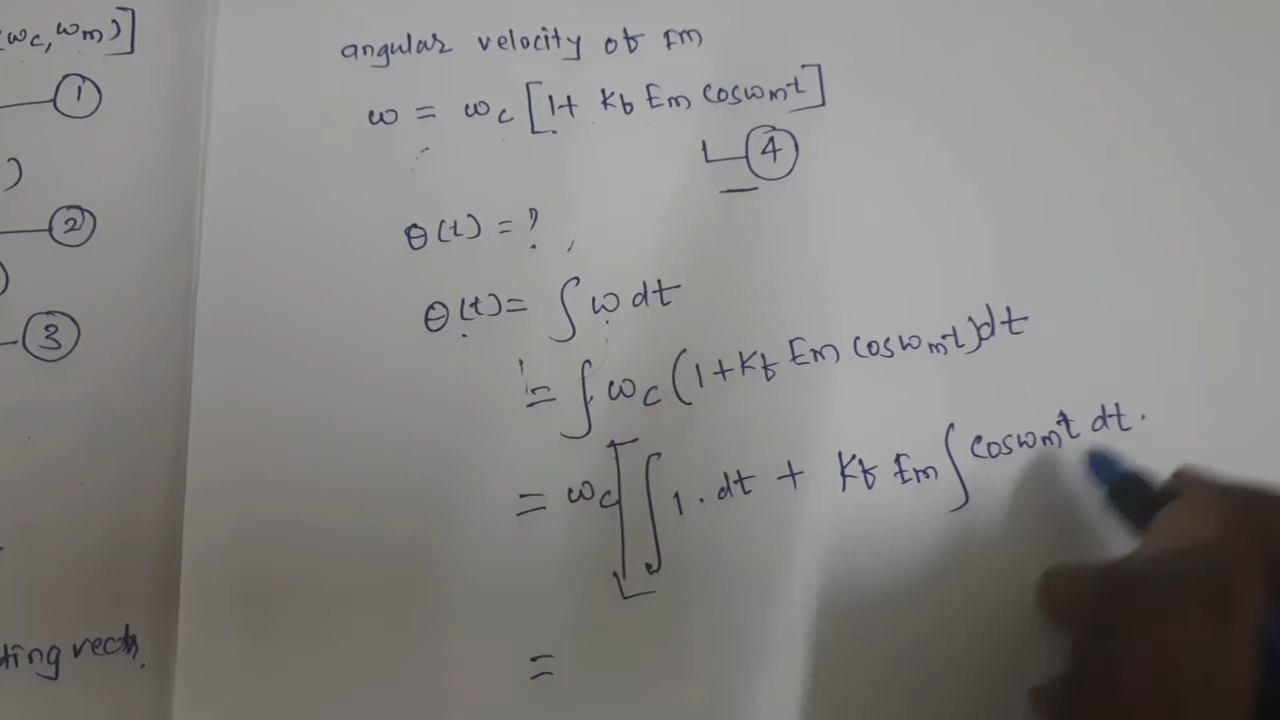 ωc, ωm)]
1
)
2
)
3
ting vecto
angular velocity of FM
ω = ωc [1+ Kf Em cosωmt]
4
θ(t) = ?
θ(t) = ∫ω dt
= ∫ωc (1+Kf Em cosωmt)dt
= ωc[∫1.dt + Kf Em ∫cosωmt dt.
=